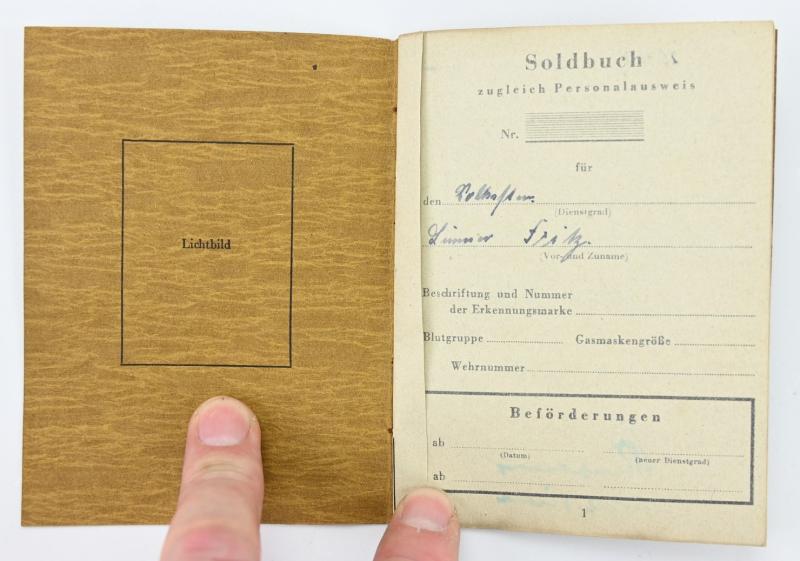 Lichtbild
Soldbuch
zugleich Personalausweis
Nr.
für
den
(Dienstgrad)
Fritz.
(Vor- und Zuname)
Beschriftung und Nummer
der Erkennungsmarke
Blutgruppe Gasmaskengröße
Wehrnummer
Beförderungen
ab
(Datum) (neuer Dienstgrad)
ab
1